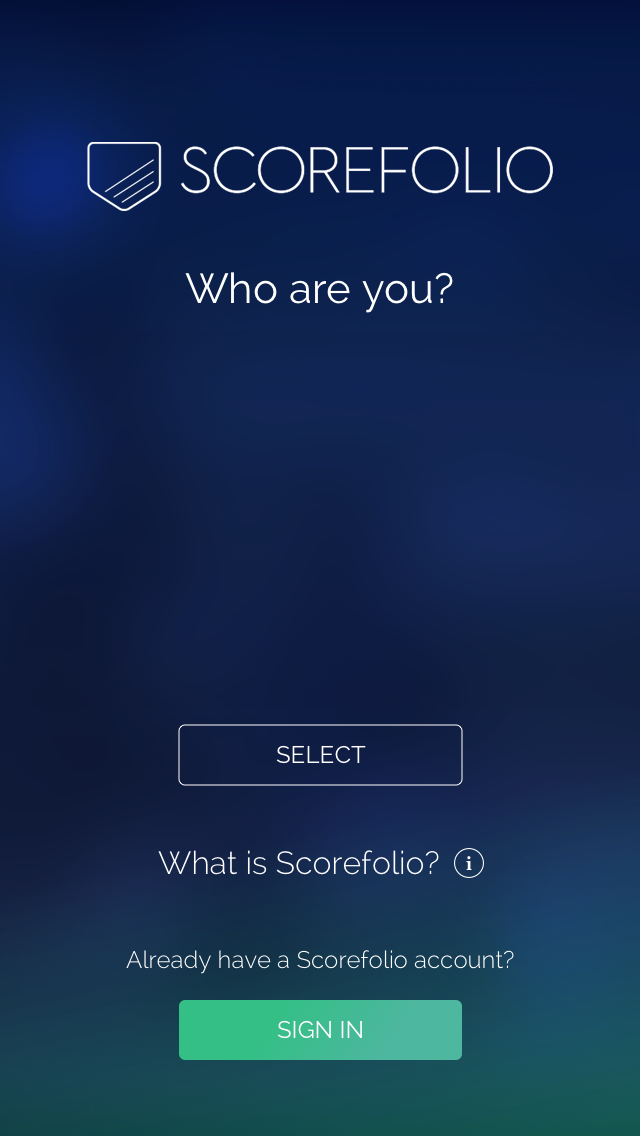 SCOREFOLIO
Who are you?
SELECT
What is Scorefolio? i
Already have a Scorefolio account?
SIGN IN